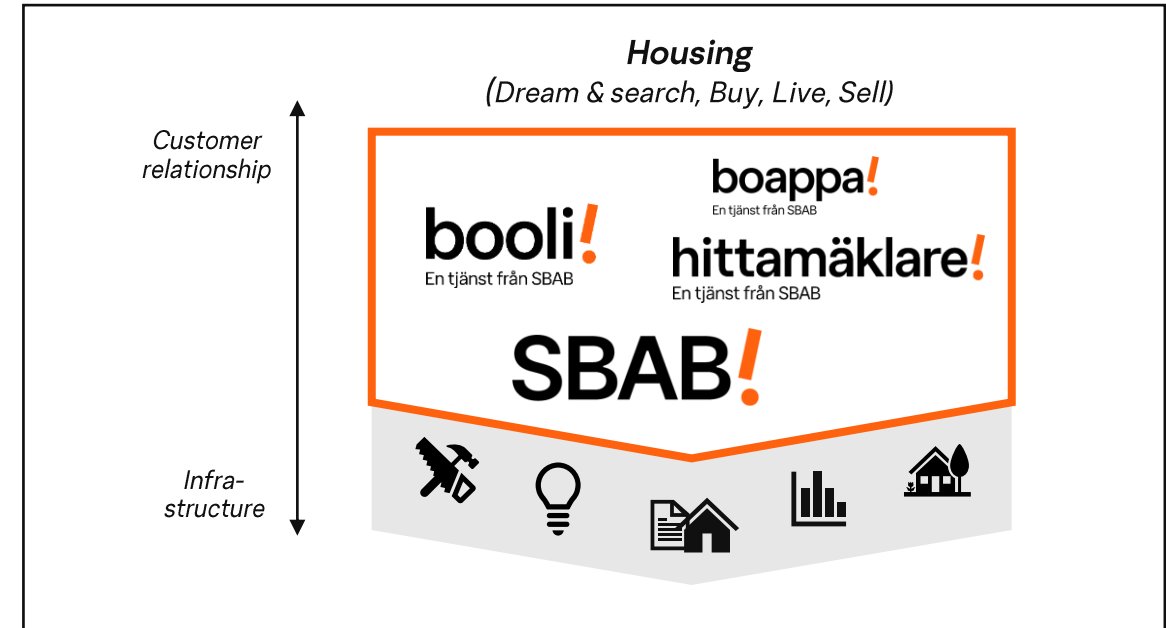 Housing
(Dream & search, Buy, Live, Sell)
Customer
relationship
boappa!
En tjänst från SBAB
booli!
En tjänst från SBAB
hittamäklare!
En tjänst från SBAB
SBAB!
Infra-
structure